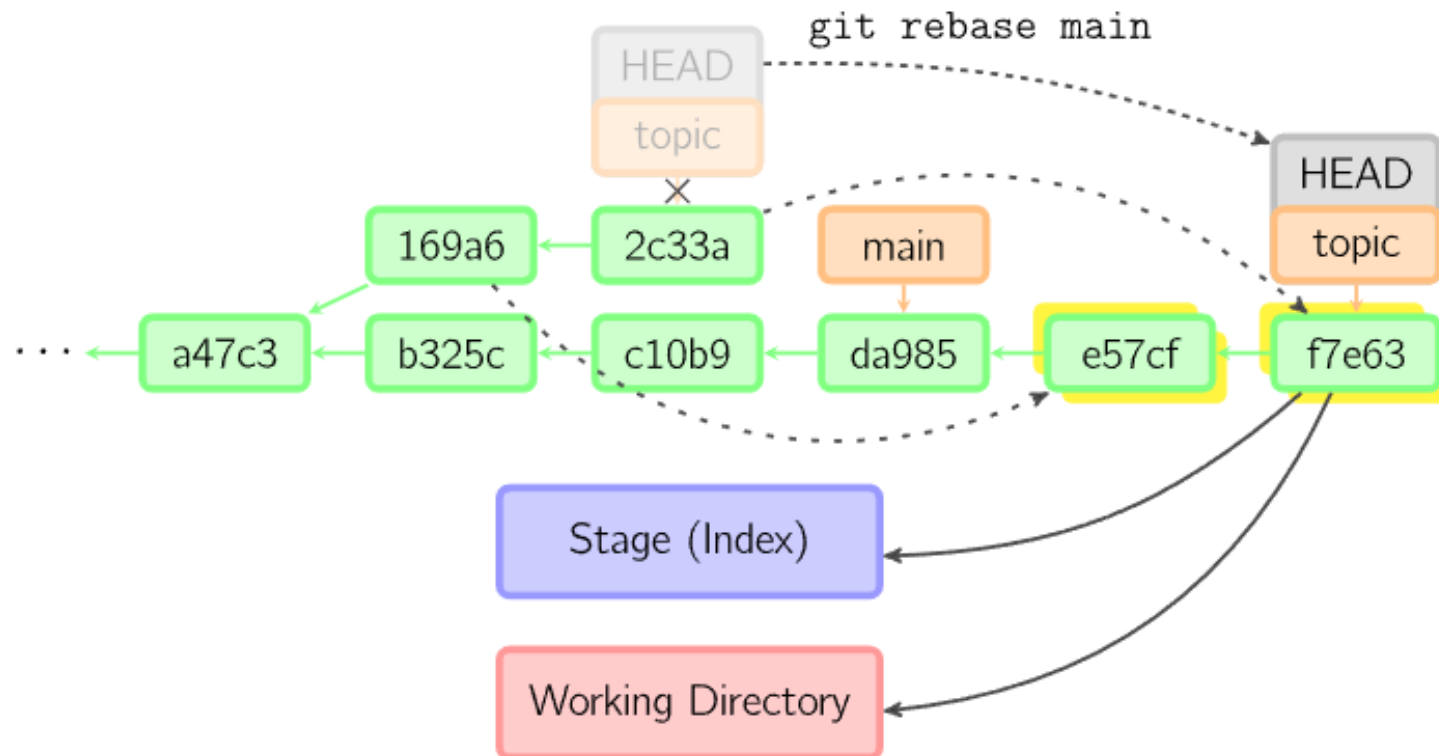 git rebase main
HEAD
topic
HEAD
topic
169a6
2c33a
main
... a47c3
b325c
c10b9
da985
e57cf
f7e63
Stage (Index)
Working Directory